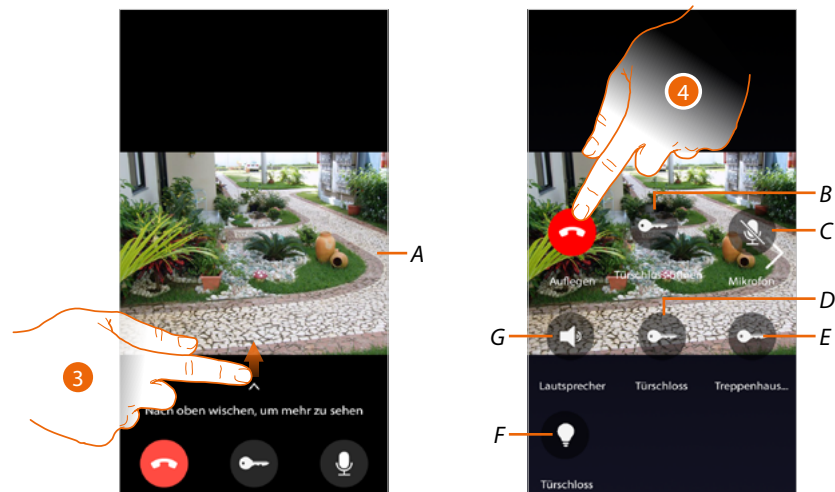 3
A
Nach oben wischen, um mehr zu sehen
4
B
C
Auflegen
Türschloss öffnen
Mikrofon
D
G
E
Lautsprecher
Türschloss
Treppenhaus...
F
Türschloss